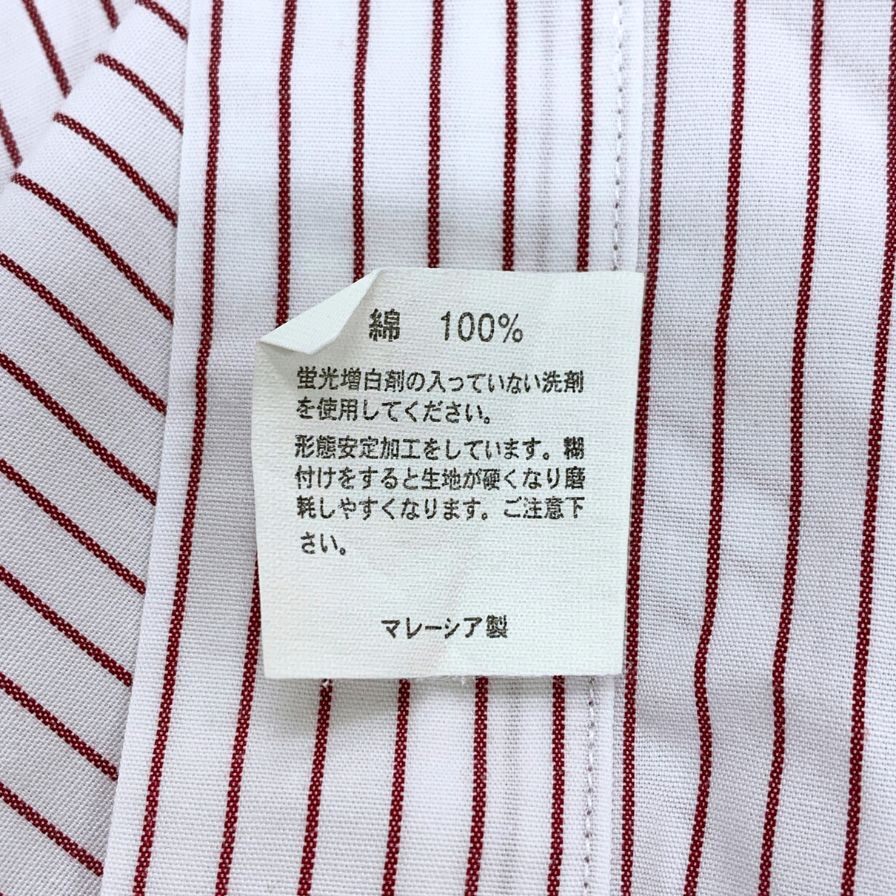 綿 100%
蛍光増白剤の入っていない洗剤
を使用してください。
形態安定加工をしています。糊
付けをすると生地が硬くなり磨
耗しやすくなります。ご注意下
さい。
マレーシア製